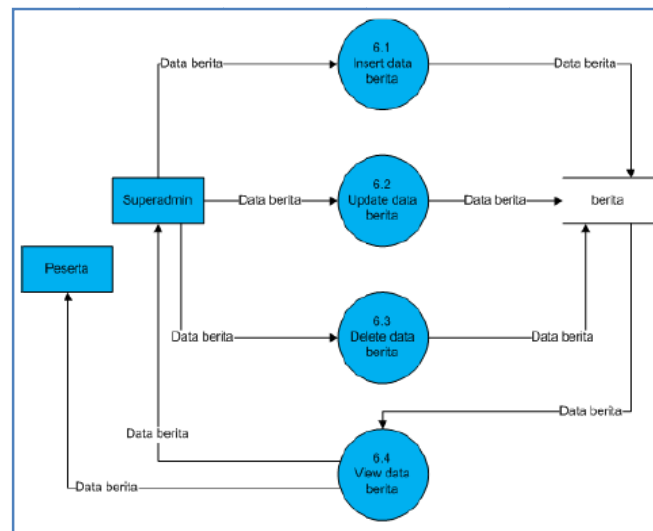 6.1
Insert data
berita
Data berita
Data berita
Superadmin
Data berita
6.2
Update data
berita
Data berita
berita
Peserta
Data berita
6.3
Delete data
berita
Data berita
Data berita
Data berita
6.4
View data
berita
Data berita